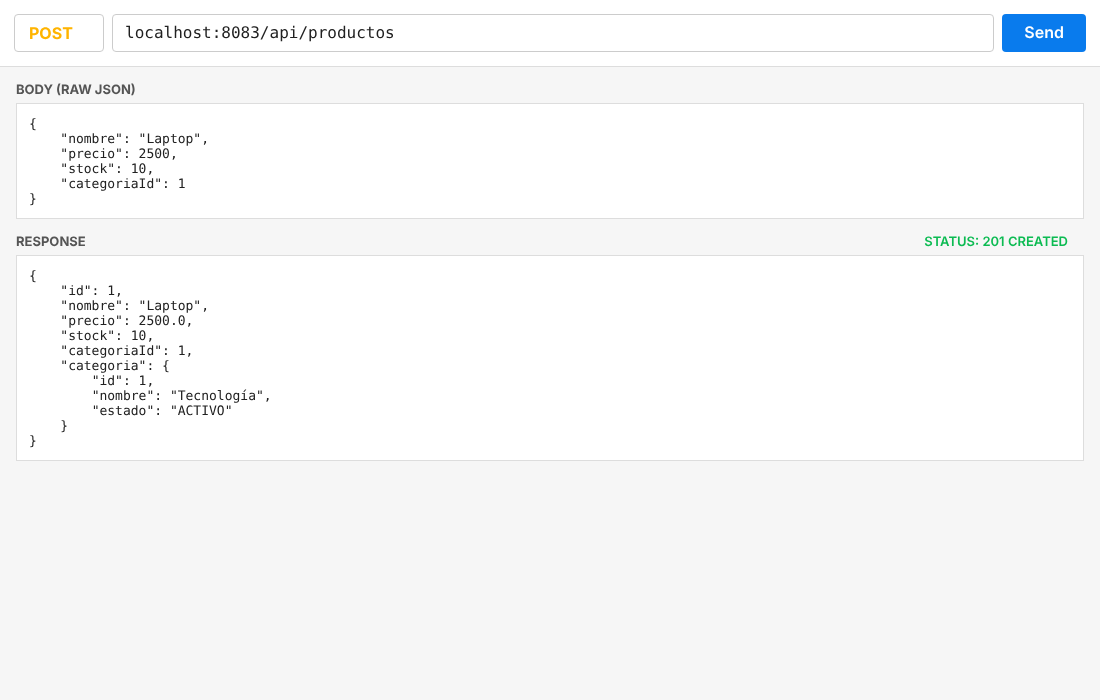 POST localhost:8083/api/productos Send
BODY (RAW JSON)
{
    "nombre": "Laptop",
    "precio": 2500,
    "stock": 10,
    "categoriaId": 1
}
RESPONSE STATUS: 201 CREATED
{
    "id": 1,
    "nombre": "Laptop",
    "precio": 2500.0,
    "stock": 10,
    "categoriaId": 1,
    "categoria": {
        "id": 1,
        "nombre": "Tecnología",
        "estado": "ACTIVO"
    }
}